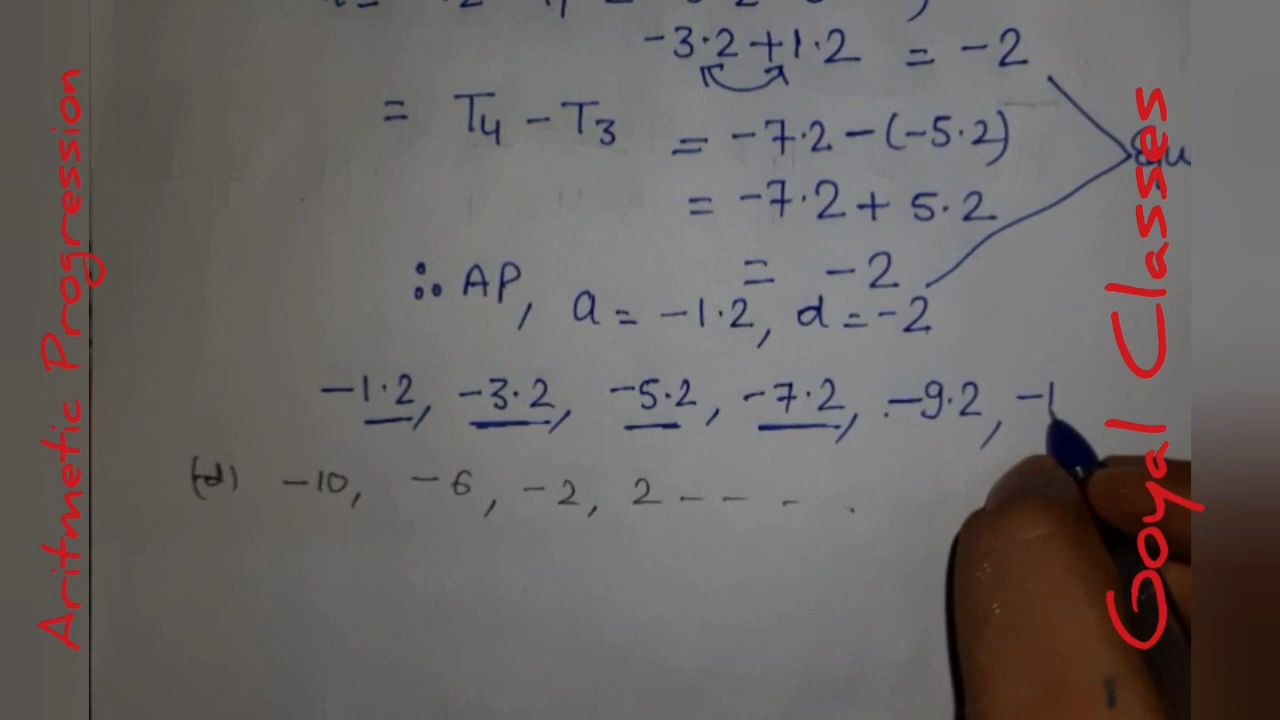 -3.2+1.2 = -2
= T4 - T3 = -7.2-(-5.2)
= -7.2 + 5.2
= -2
∴ AP, a = -1.2, d = -2
-1.2, -3.2, -5.2, -7.2, -9.2, -1
(d) -10, -6, -2, 2 - - - .
Aritmetic Progression
Goyal Classes